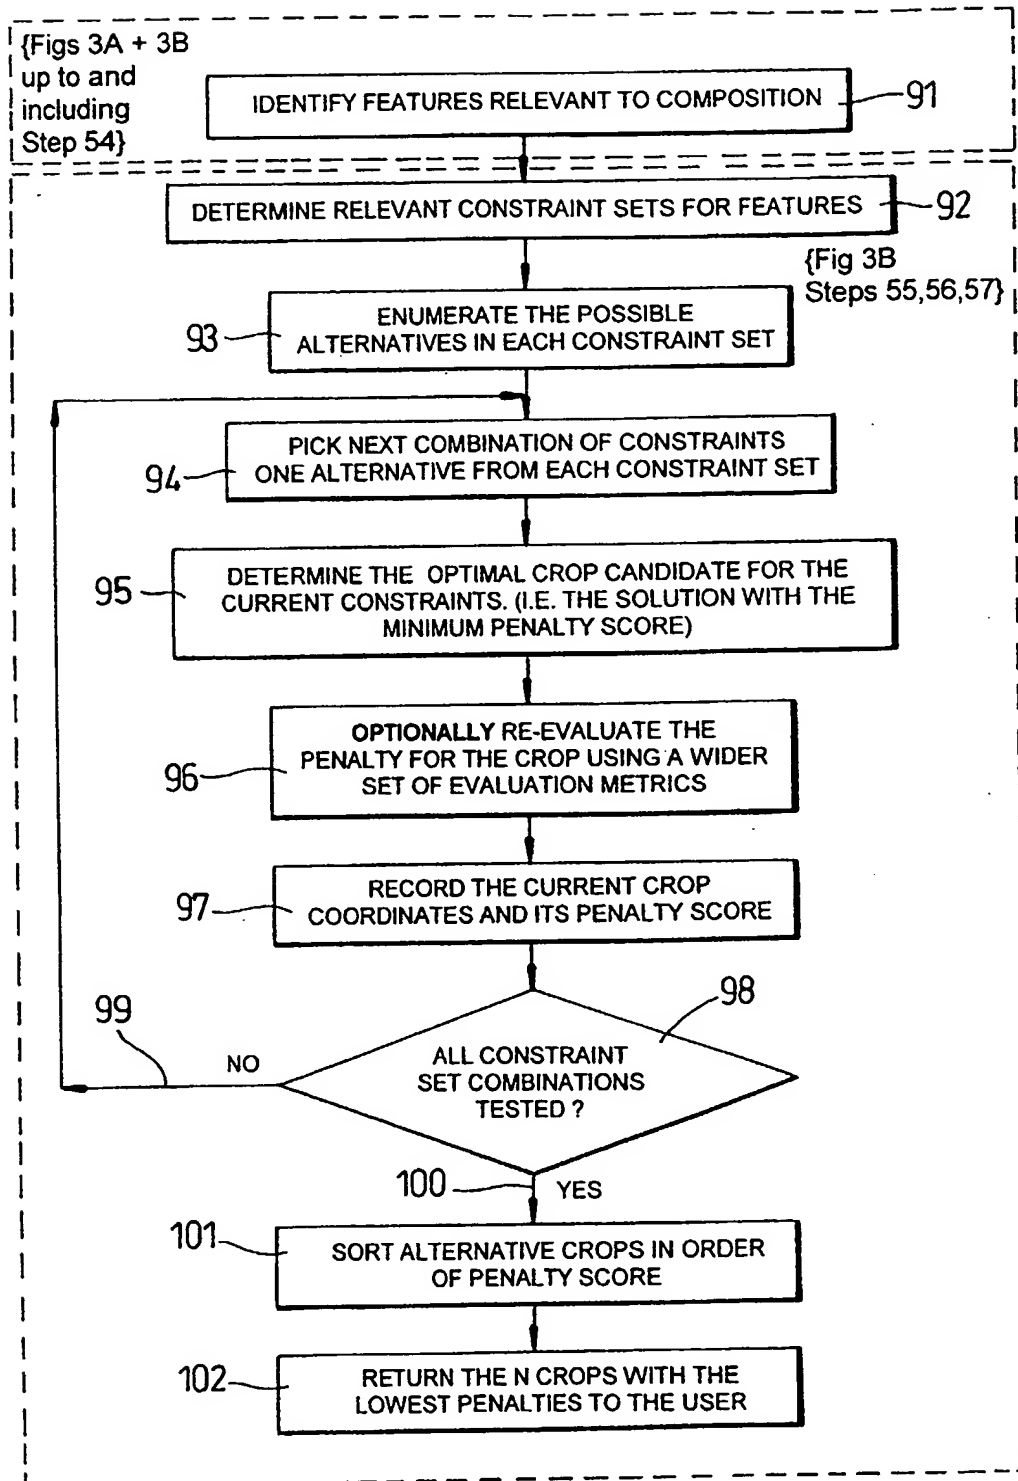 {Figs 3A + 3B
up to and
including
Step 54}
IDENTIFY FEATURES RELEVANT TO COMPOSITION
91
DETERMINE RELEVANT CONSTRAINT SETS FOR FEATURES
92
{Fig 3B
Steps 55,56,57}
93
ENUMERATE THE POSSIBLE
ALTERNATIVES IN EACH CONSTRAINT SET
94
PICK NEXT COMBINATION OF CONSTRAINTS
ONE ALTERNATIVE FROM EACH CONSTRAINT SET
95
DETERMINE THE OPTIMAL CROP CANDIDATE FOR THE
CURRENT CONSTRAINTS. (I.E. THE SOLUTION WITH THE
MINIMUM PENALTY SCORE)
96
OPTIONALLY RE-EVALUATE THE
PENALTY FOR THE CROP USING A WIDER
SET OF EVALUATION METRICS
97
RECORD THE CURRENT CROP
COORDINATES AND ITS PENALTY SCORE
98
99
NO
ALL CONSTRAINT
SET COMBINATIONS
TESTED ?
100
YES
101
SORT ALTERNATIVE CROPS IN ORDER
OF PENALTY SCORE
102
RETURN THE N CROPS WITH THE
LOWEST PENALTIES TO THE USER